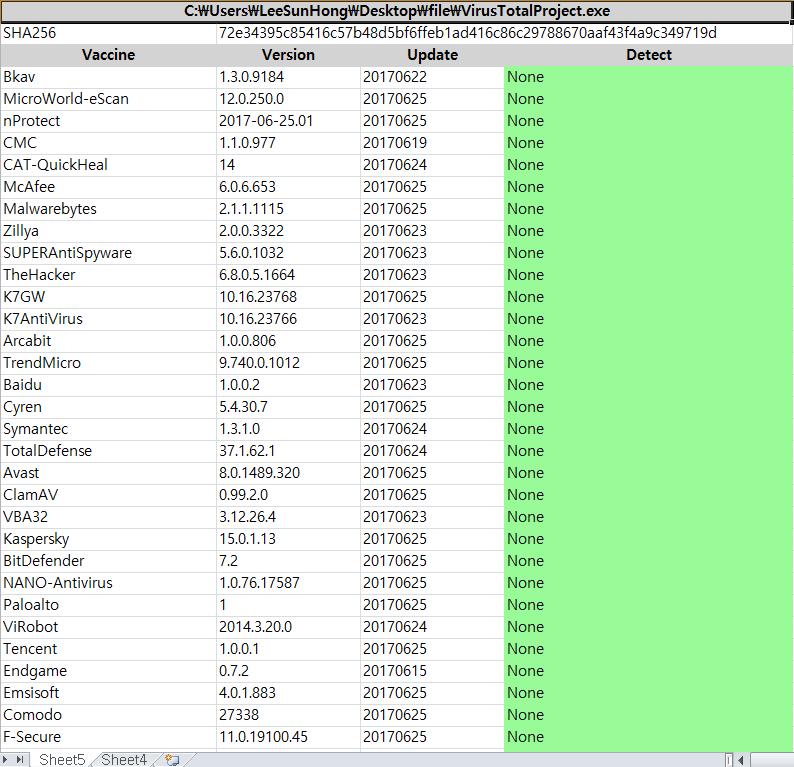 C:₩Users₩LeeSunHong₩Desktop₩file₩VirusTotalProject.exe
SHA256 72e34395c85416c57b48d5bf6ffeb1ad416c86c29788670aaf43f4a9c349719d
Vaccine Version Update Detect
Bkav 1.3.0.9184 20170622 None
MicroWorld-eScan 12.0.250.0 20170625 None
nProtect 2017-06-25.01 20170625 None
CMC 1.1.0.977 20170619 None
CAT-QuickHeal 14 20170624 None
McAfee 6.0.6.653 20170625 None
Malwarebytes 2.1.1.1115 20170625 None
Zillya 2.0.0.3322 20170623 None
SUPERAntiSpyware 5.6.0.1032 20170623 None
TheHacker 6.8.0.5.1664 20170623 None
K7GW 10.16.23768 20170625 None
K7AntiVirus 10.16.23766 20170623 None
Arcabit 1.0.0.806 20170625 None
TrendMicro 9.740.0.1012 20170625 None
Baidu 1.0.0.2 20170623 None
Cyren 5.4.30.7 20170625 None
Symantec 1.3.1.0 20170624 None
TotalDefense 37.1.62.1 20170624 None
Avast 8.0.1489.320 20170625 None
ClamAV 0.99.2.0 20170625 None
VBA32 3.12.26.4 20170623 None
Kaspersky 15.0.1.13 20170625 None
BitDefender 7.2 20170625 None
NANO-Antivirus 1.0.76.17587 20170625 None
Paloalto 1 20170625 None
ViRobot 2014.3.20.0 20170624 None
Tencent 1.0.0.1 20170625 None
Endgame 0.7.2 20170615 None
Emsisoft 4.0.1.883 20170625 None
Comodo 27338 20170625 None
F-Secure 11.0.19100.45 20170625 None
Sheet5 Sheet4